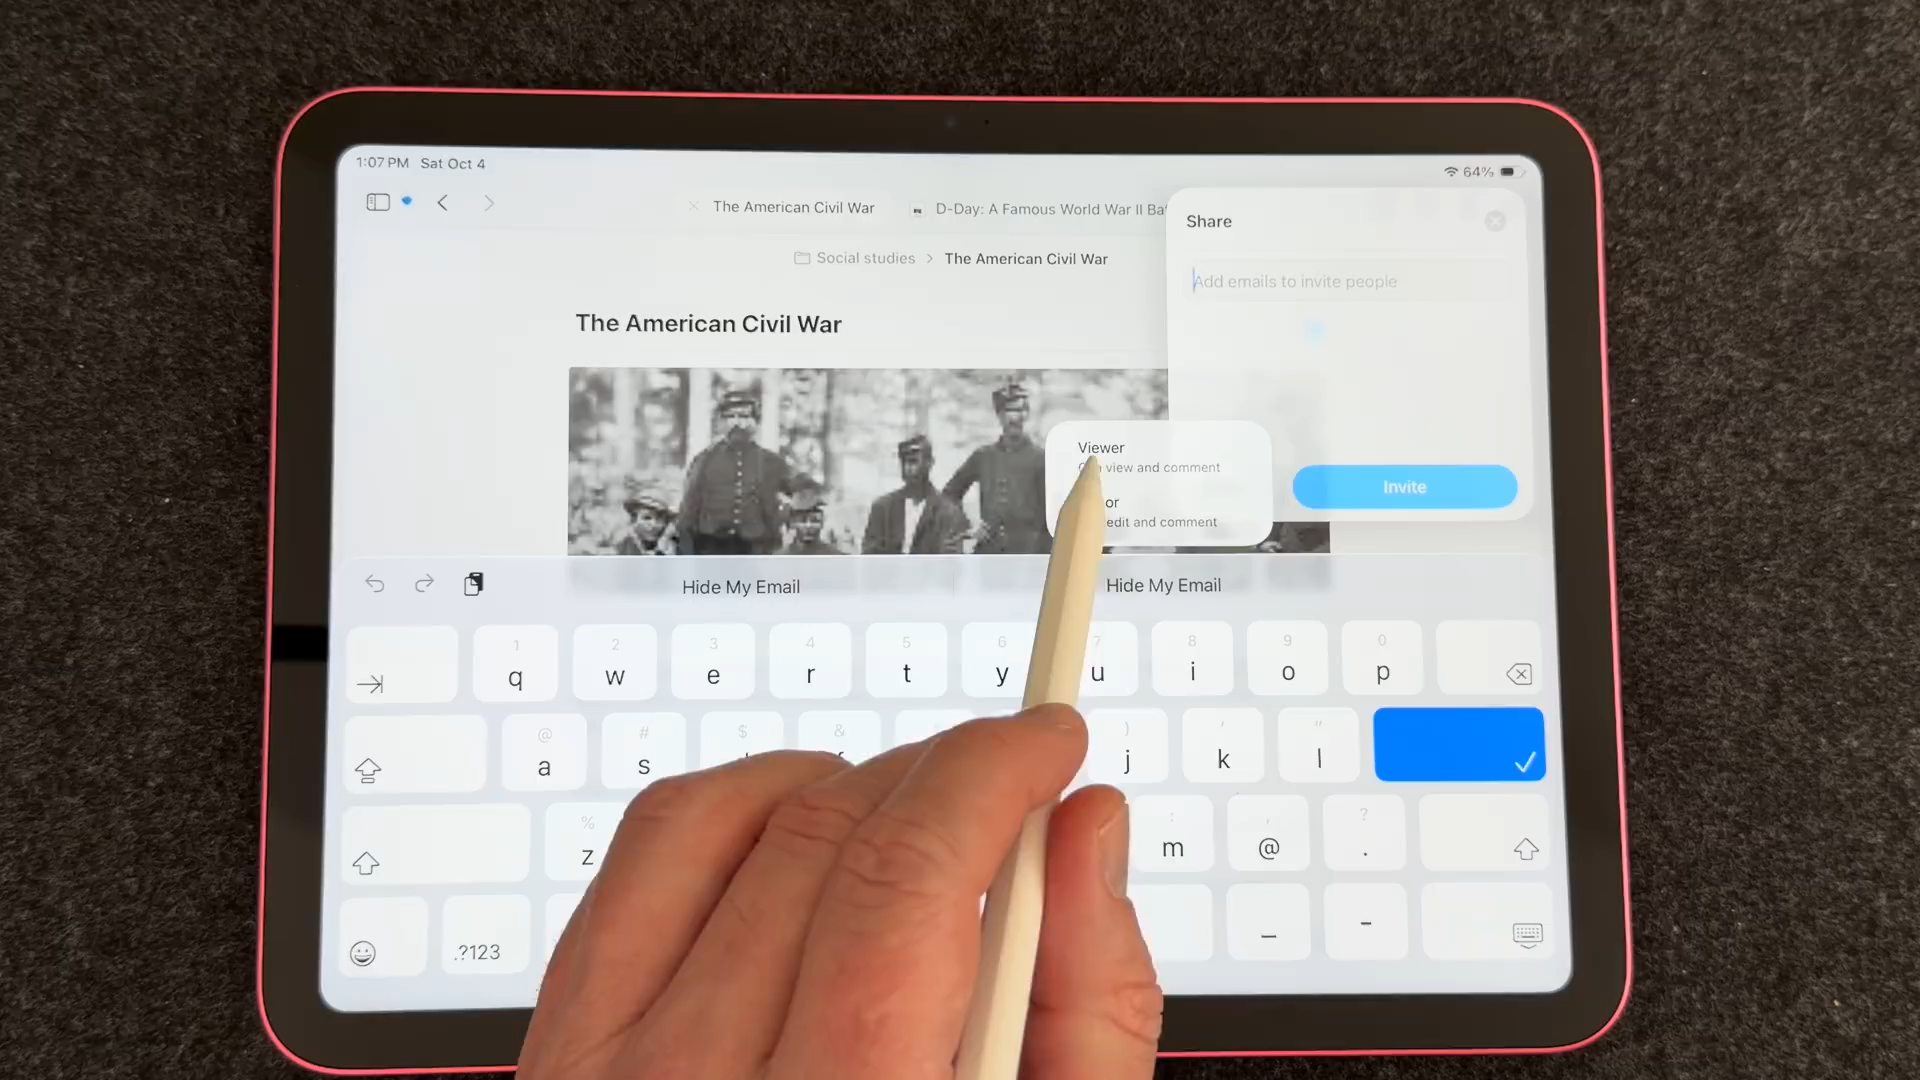 1:07 PM Sat Oct 4
64%
The American Civil War
D-Day: A Famous World War II Ba
Social studies > The American Civil War
The American Civil War
Share
Add emails to invite people
Viewer
view and comment
or
edit and comment
Invite
Hide My Email
Hide My Email
1 2 3 4 5 6 7 8 9 0
q w e r t y u i o p
@ # $ & ) ' "
a s j k l
% : , ?
z m @ .
.?123 _ -